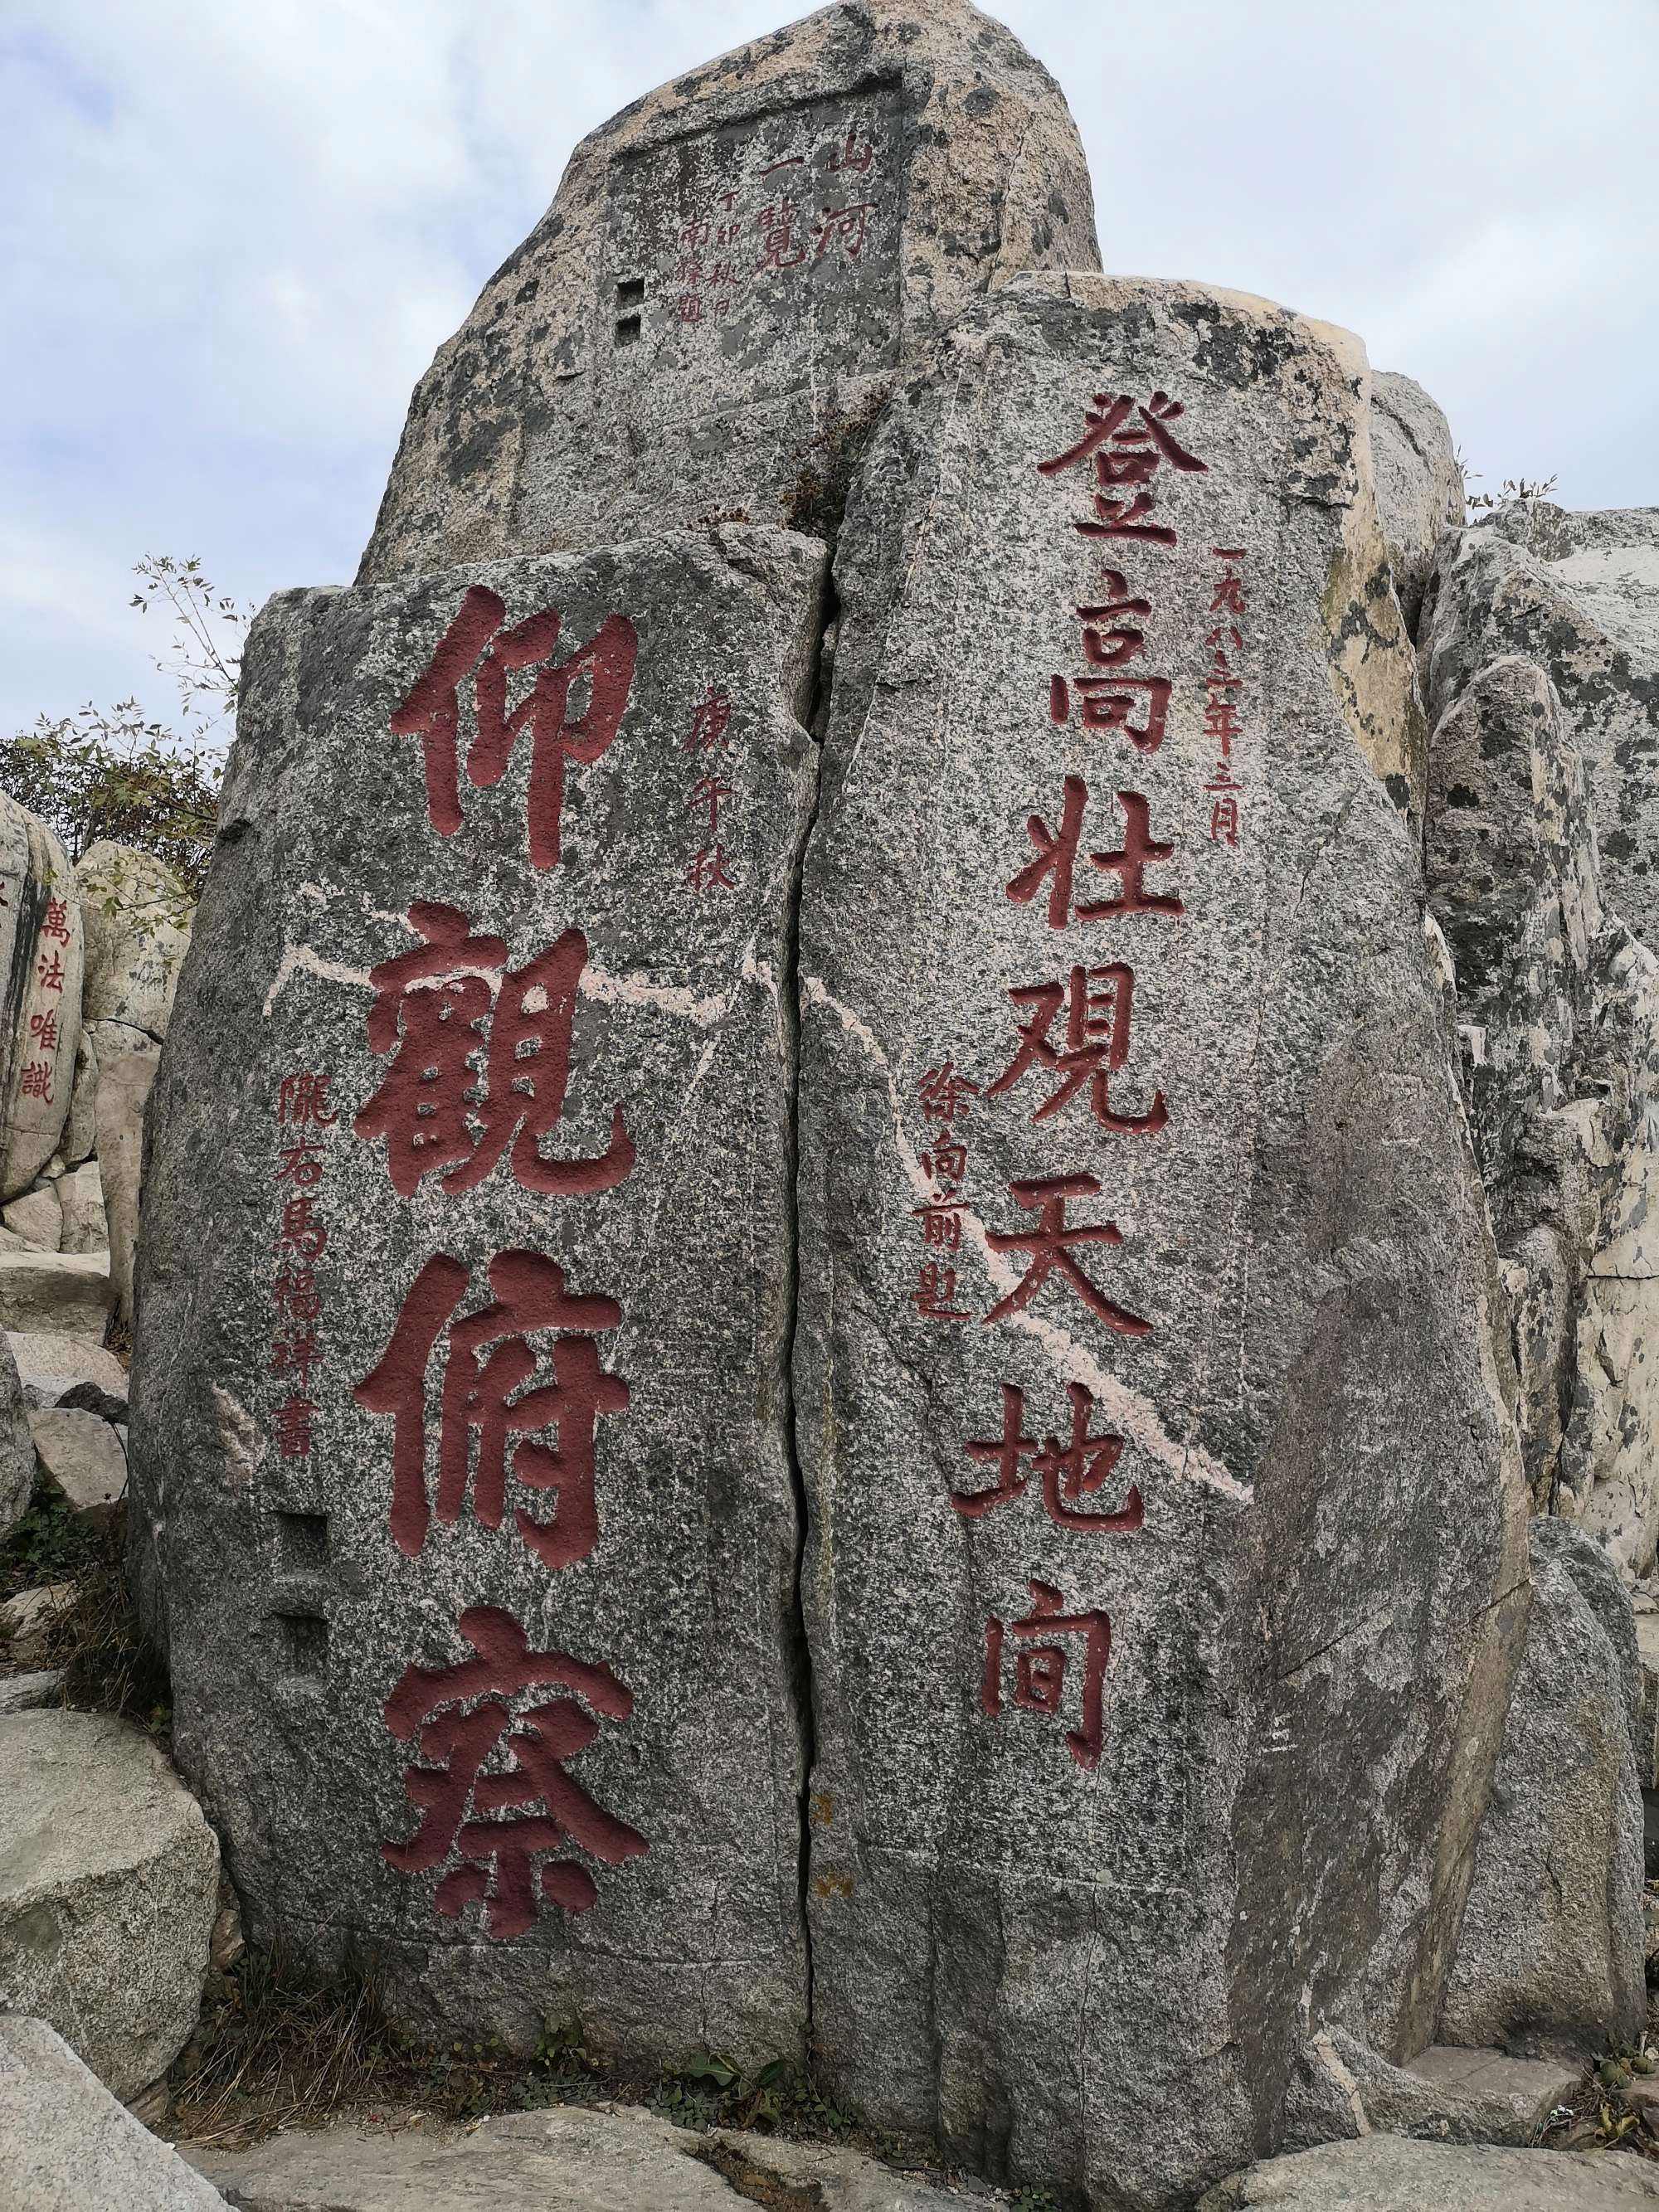 山河
一覽
丁卯秋日
南
題
一九八三年三月
登高壮观天地间
徐向前题
庚午秋
仰觀俯察
隴右馬福祥書
萬法唯識